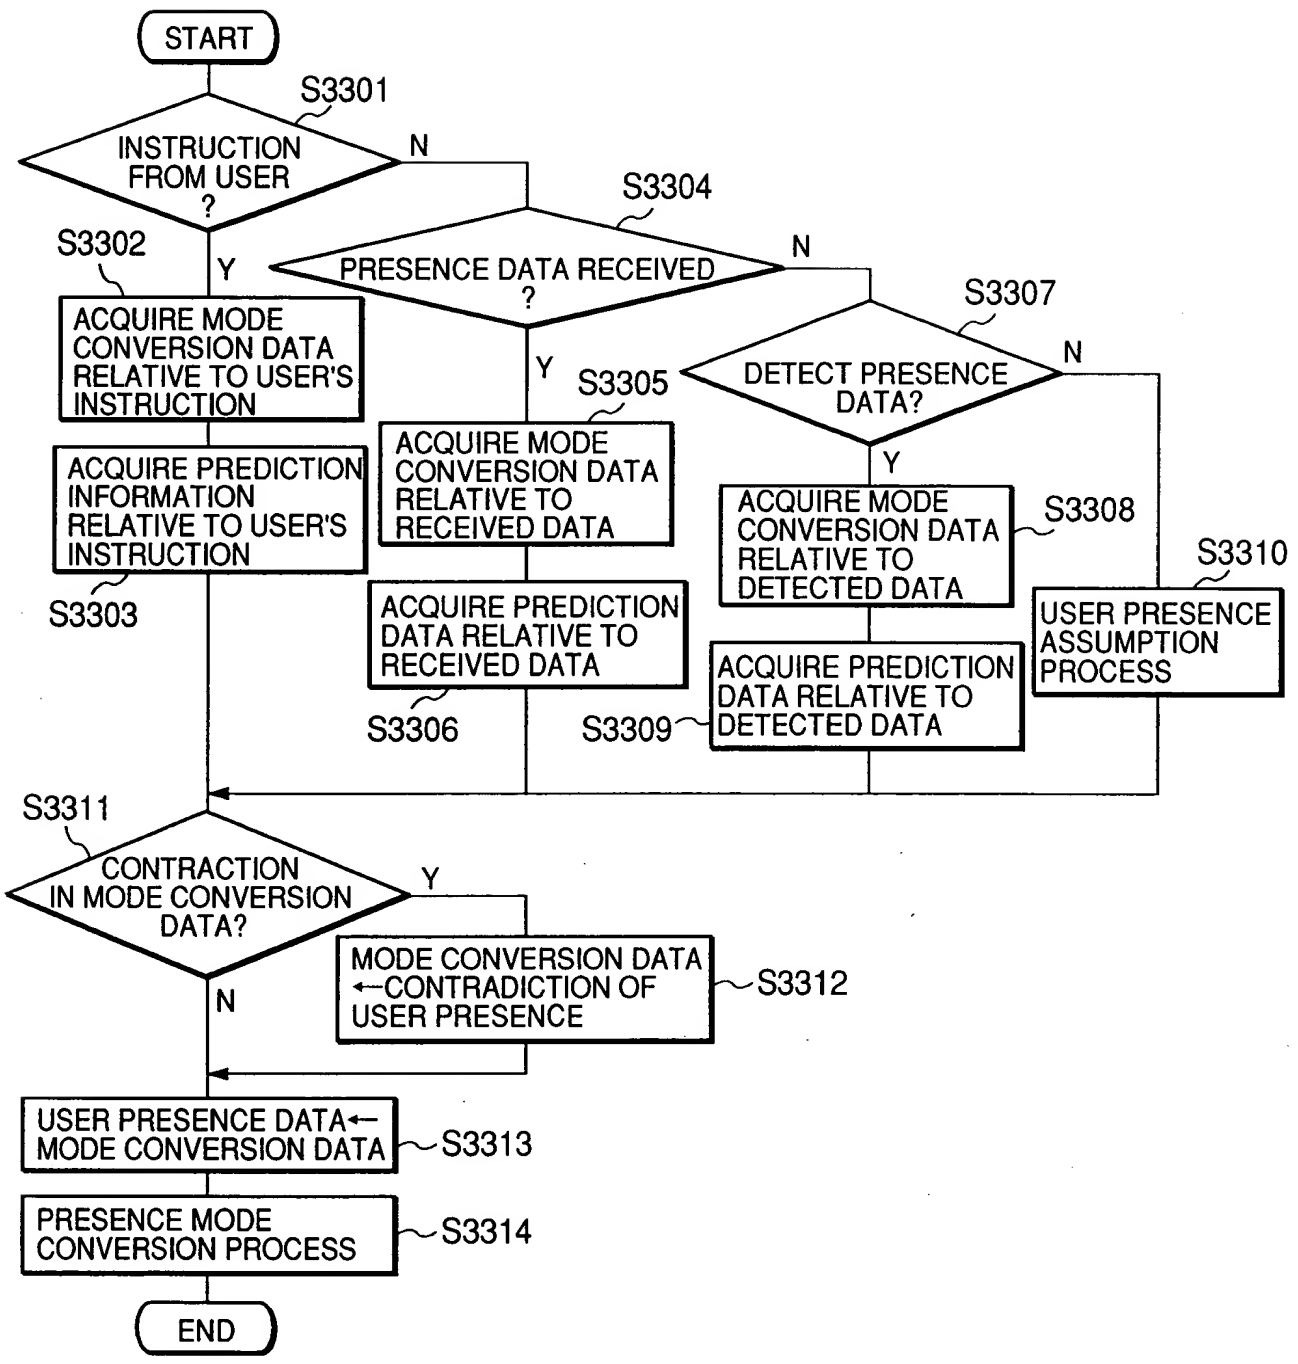 START
S3301
INSTRUCTION
FROM USER
?
N
Y
S3302
ACQUIRE MODE
CONVERSION DATA
RELATIVE TO USER'S
INSTRUCTION
ACQUIRE PREDICTION
INFORMATION
RELATIVE TO USER'S
INSTRUCTION
S3303
S3304
PRESENCE DATA RECEIVED
?
N
Y
S3305
ACQUIRE MODE
CONVERSION DATA
RELATIVE TO
RECEIVED DATA
ACQUIRE PREDICTION
DATA RELATIVE TO
RECEIVED DATA
S3306
S3307
DETECT PRESENCE
DATA?
N
Y
ACQUIRE MODE
CONVERSION DATA
RELATIVE TO
DETECTED DATA
S3308
ACQUIRE PREDICTION
DATA RELATIVE TO
DETECTED DATA
S3309
S3310
USER PRESENCE
ASSUMPTION
PROCESS
S3311
CONTRACTION
IN MODE CONVERSION
DATA?
Y
N
MODE CONVERSION DATA
←CONTRADICTION OF
USER PRESENCE
S3312
USER PRESENCE DATA←
MODE CONVERSION DATA
S3313
PRESENCE MODE
CONVERSION PROCESS
S3314
END